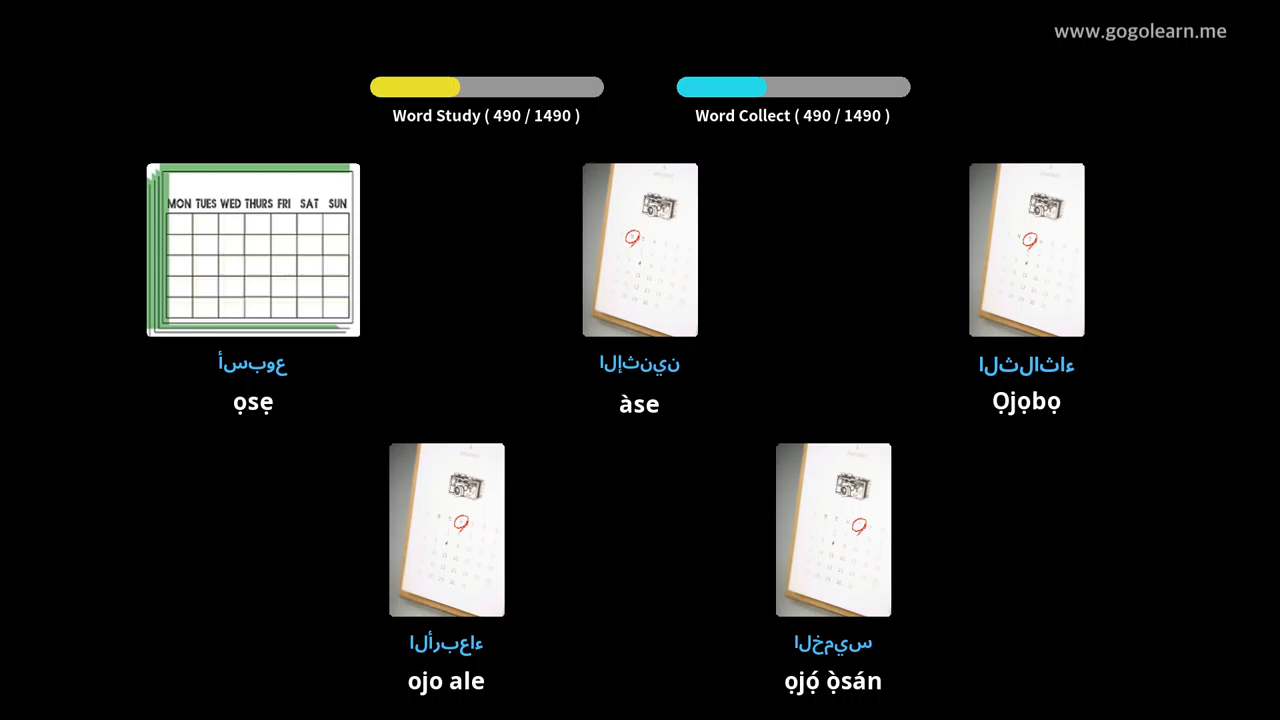 www.gogolearn.me
Word Study ( 490 / 1490 )
Word Collect ( 490 / 1490 )
MON TUES WED THURS FRI SAT SUN
أسبوع
ọsẹ
الإثنين
àse
الثلاثاء
Ọjọbọ
الأربعاء
ojo ale
الخميس
ọjọ́ ọ̀sán